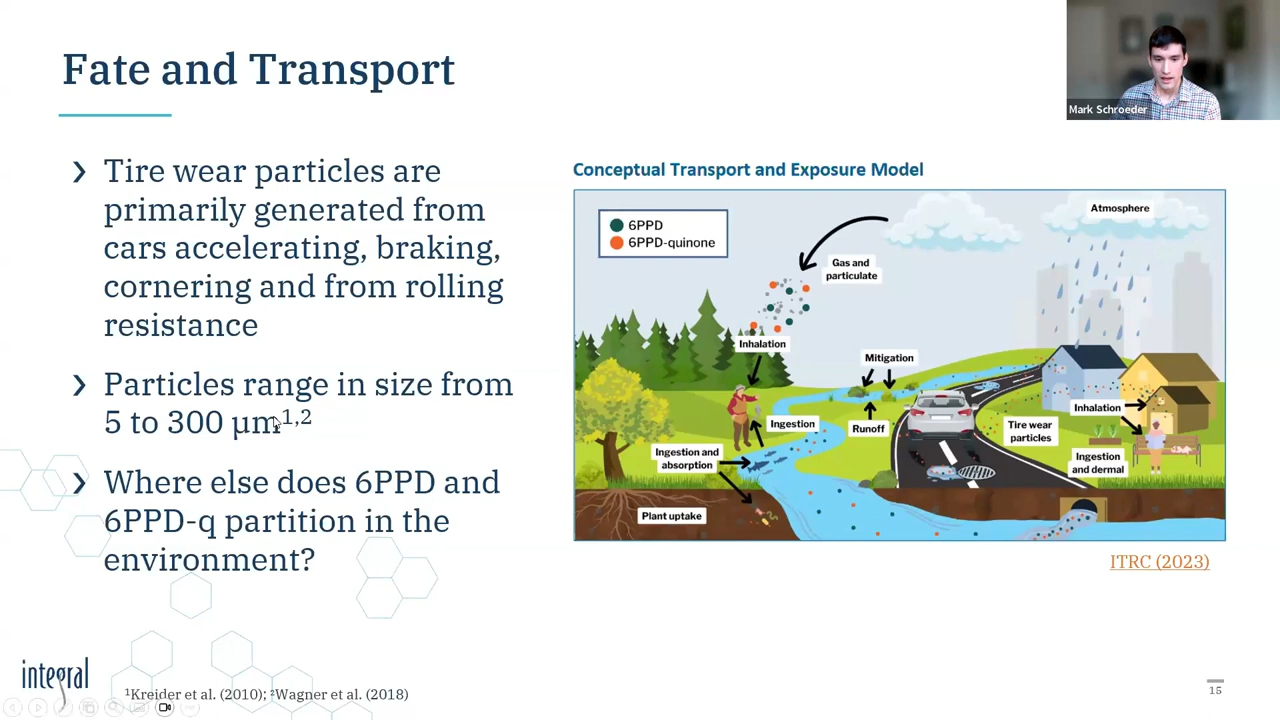 Fate and Transport
Mark Schroeder
❯ Tire wear particles are
primarily generated from
cars accelerating, braking,
cornering and from rolling
resistance
❯ Particles range in size from
5 to 300 µm1,2
❯ Where else does 6PPD and
6PPD-q partition in the
environment?
Conceptual Transport and Exposure Model
6PPD
6PPD-quinone
Atmosphere
Gas and
particulate
Inhalation
Mitigation
Inhalation
Ingestion
Runoff
Tire wear
particles
Ingestion and
absorption
Ingestion
and dermal
Plant uptake
ITRC (2023)
integral
1Kreider et al. (2010); 2Wagner et al. (2018)
15